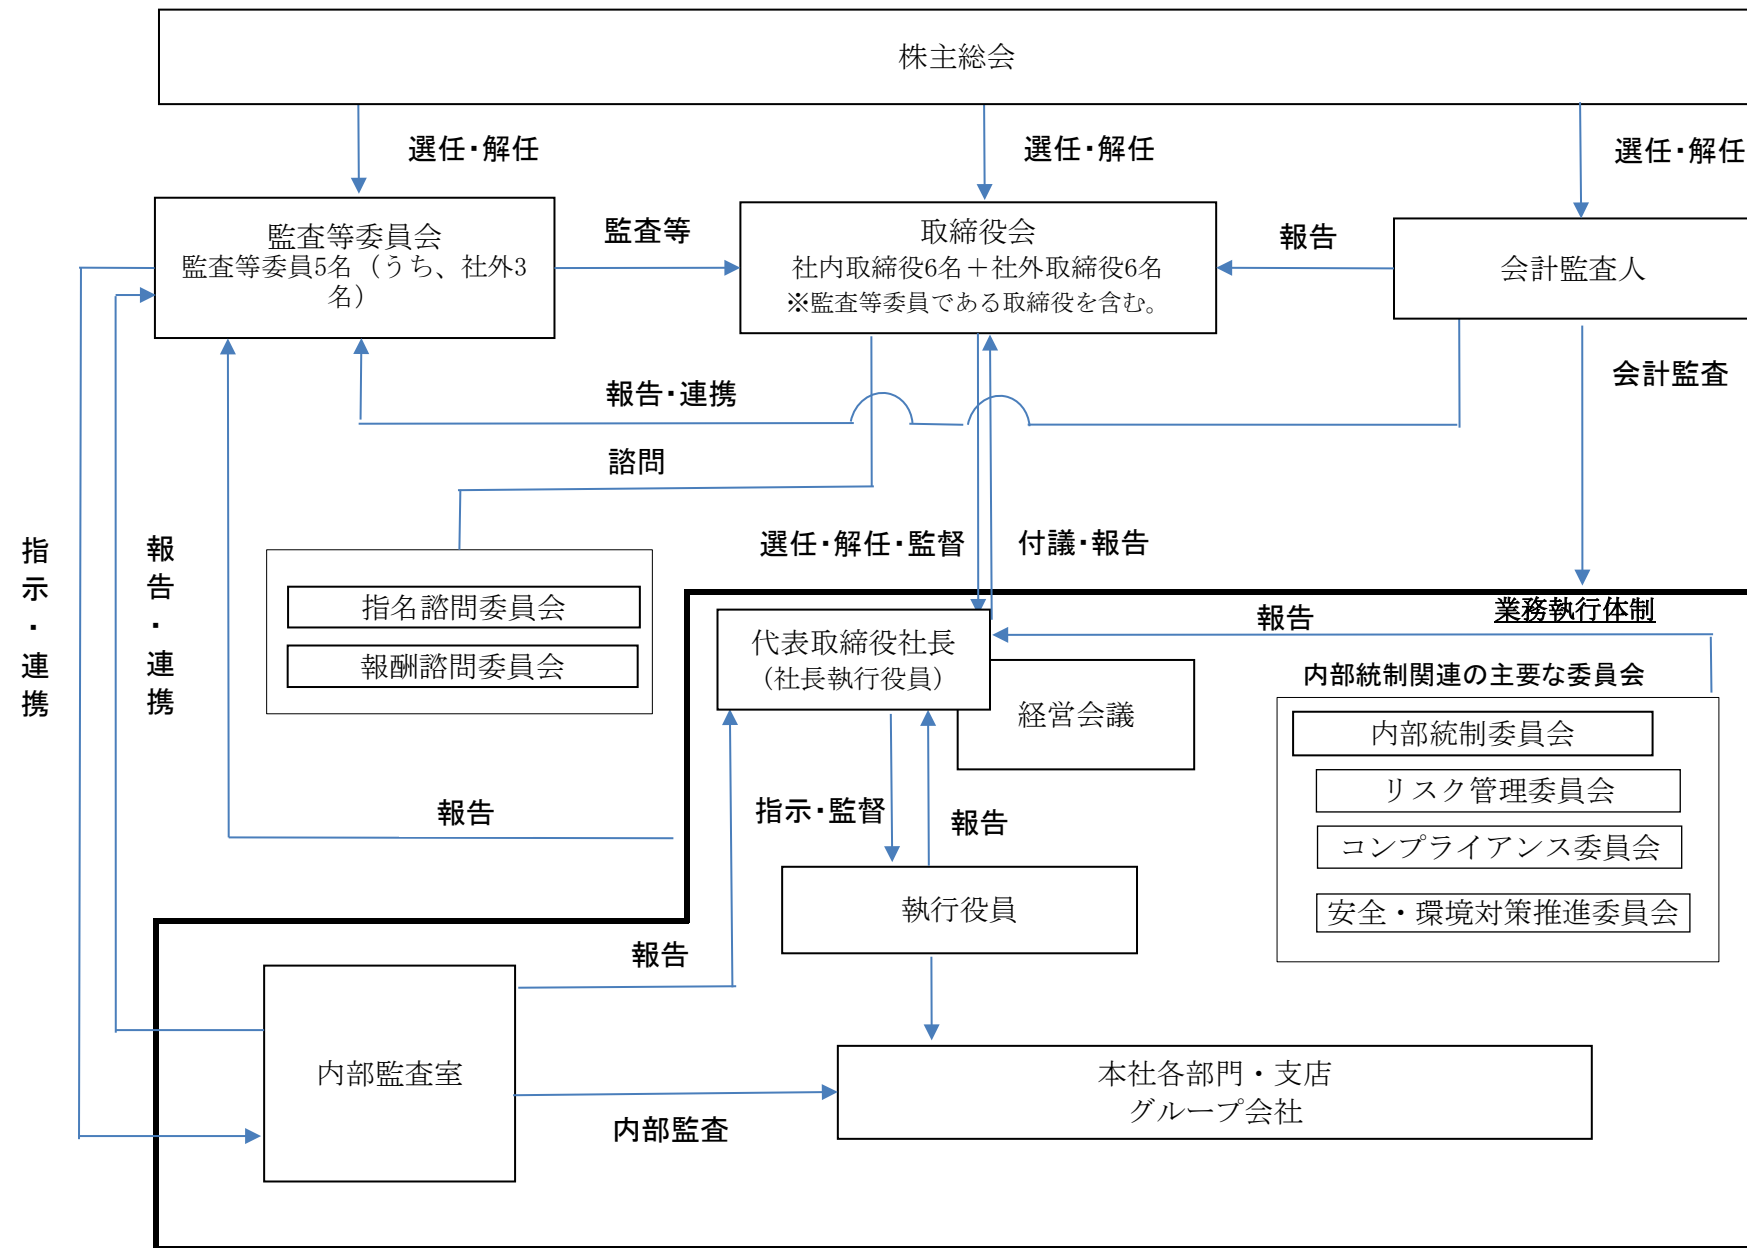 株主総会
選任・解任
選任・解任
選任・解任
監査等委員会
監査等委員5名（うち、社外3
名）
監査等
取締役会
社内取締役6名＋社外取締役6名
※監査等委員である取締役を含む。
報告
会計監査人
報告・連携
会計監査
諮問
選任・解任・監督
付議・報告
指示・連携
報告・連携
指名諮問委員会
報酬諮問委員会
業務執行体制
報告
代表取締役社長
（社長執行役員）
経営会議
内部統制関連の主要な委員会
内部統制委員会
リスク管理委員会
コンプライアンス委員会
安全・環境対策推進委員会
報告
指示・監督
報告
執行役員
報告
内部監査室
内部監査
本社各部門・支店
グループ会社